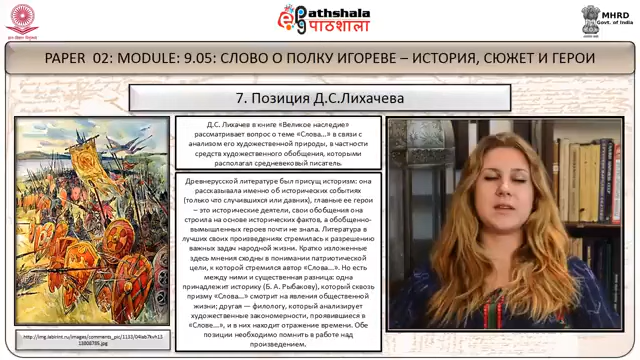 ePathshala
पाठशाला
MHRD
Govt. of India
PAPER 02: MODULE: 9.05: СЛОВО О ПОЛКУ ИГОРЕВЕ – ИСТОРИЯ, СЮЖЕТ И ГЕРОИ
7. Позиция Д.С.Лихачева
Д.С. Лихачев в книге «Великое наследие»
рассматривает вопрос о теме «Слова…» в связи с
анализом его художественной природы, в частности
средств художественного обобщения, которыми
располагал средневековый писатель.
Древнерусской литературе был присущ историзм: она
рассказывала именно об исторических событиях
(только что случившихся или давних), главные ее герои
– это исторические деятели, свои обобщения она
строила на основе исторических фактов, а обобщенно-
вымышленных героев почти не знала. Литература в
лучших своих произведениях стремилась к разрешению
важных задач народной жизни. Кратко изложенные
здесь мнения сходны в понимании патриотической
цели, к которой стремился автор «Слова…». Но есть
между ними и существенная разница: одна
принадлежит историку (Б. А. Рыбакову), который сквозь
призму «Слова…» смотрит на явления общественной
жизни; другая — филологу, который анализирует
художественные закономерности, проявившиеся в
«Слове…», и в них находит отражение времени. Обе
позиции необходимо помнить в работе над
произведением.